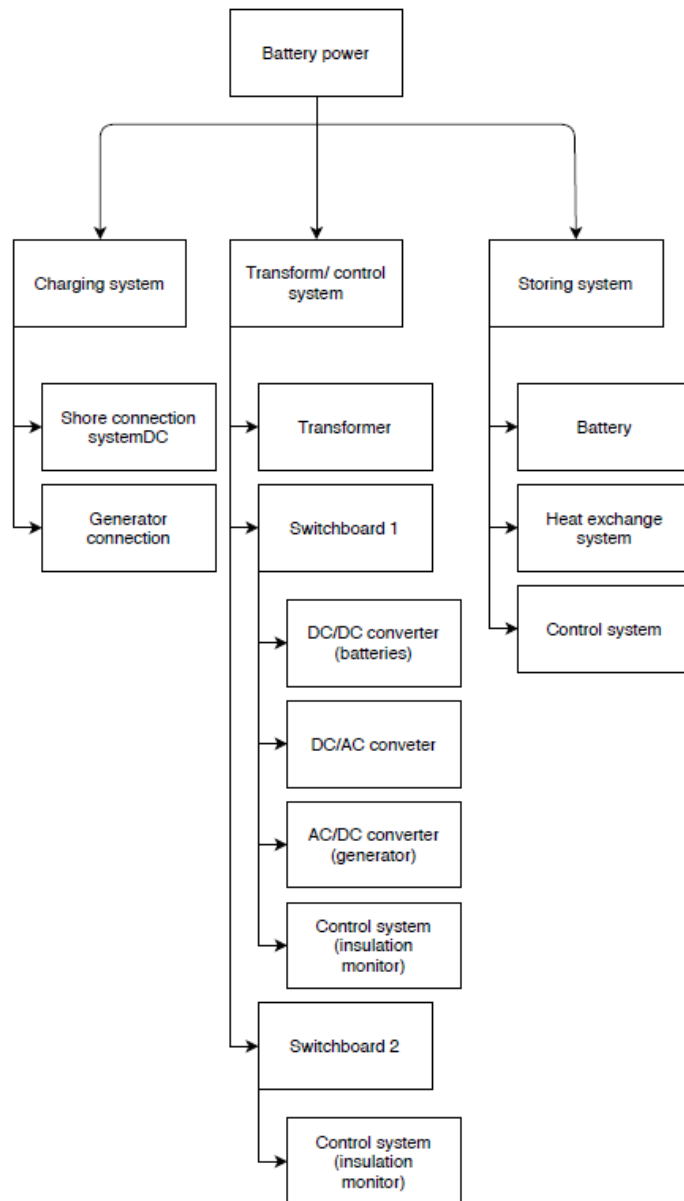 Battery power
Charging system
Transform/ control
system
Storing system
Shore connection
systemDC
Generator
connection
Transformer
Switchboard 1
DC/DC converter
(batteries)
DC/AC conveter
AC/DC converter
(generator)
Control system
(insulation
monitor)
Switchboard 2
Control system
(insulation
monitor)
Battery
Heat exchange
system
Control system